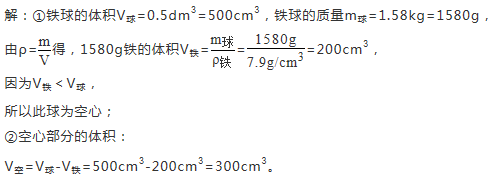 解：①铁球的体积V球=0.5dm³=500cm³，铁球的质量m球=1.58kg=1580g，
由ρ=m/V得，1580g铁的体积V铁=m球/ρ铁=1580g/7.9g/cm³=200cm³，
因为V铁＜V球，
所以此球为空心；
②空心部分的体积：
V空=V球-V铁=500cm³-200cm³=300cm³。